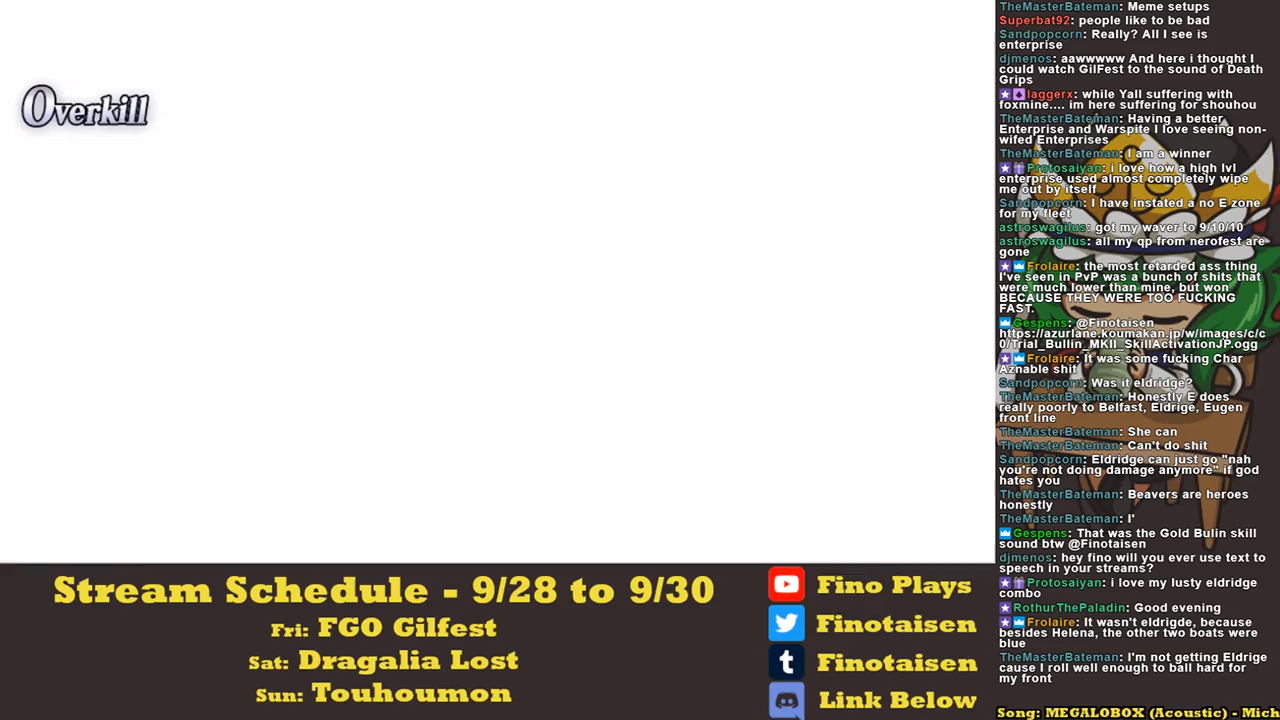 Overkill
TheMasterBateman: Meme setups
Superbat92: people like to be bad
Sandpopcorn: Really? All I see is
enterprise
djmenos: aawwwww And here i thought I
could watch GilFest to the sound of Death
Grips
laggerx: while Yall suffering with
foxmine.... im here suffering for shouhou
TheMasterBateman: Having a better
Enterprise and Warspite I love seeing non-
wifed Enterprises
TheMasterBateman: I am a winner
Protosaiyan: i love how a high lvl
enterprise used almost completely wipe
me out by itself
Sandpopcorn: I have instated a no E zone
for my fleet
astroswagilus: got my waver to 9/10/10
astroswagilus: all my qp from nerofest are
gone
Frolaire: the most retarded ass thing
I've seen in PvP was a bunch of shits that
were much lower than mine, but won
BECAUSE THEY WERE TOO FUCKING
FAST.
Gespens: @Finotaisen
https://azurlane.koumakan.jp/w/images/c/c
0/Trial_Bullin_MKII_SkillActivationJP.ogg
Frolaire: It was some fucking Char
Aznable shit
Sandpopcorn: Was it eldridge?
TheMasterBateman: Honestly E does
really poorly to Belfast, Eldrige, Eugen
front line
TheMasterBateman: She can
TheMasterBateman: Can't do shit
Sandpopcorn: Eldridge can just go "nah
you're not doing damage anymore" if god
hates you
TheMasterBateman: Beavers are heroes
honestly
TheMasterBateman: I'
Gespens: That was the Gold Bulin skill
sound btw @Finotaisen
djmenos: hey fino will you ever use text to
speech in your streams?
Protosaiyan: i love my lusty eldridge
combo
RothurThePaladin: Good evening
Frolaire: It wasn't eldrigde, because
besides Helena, the other two boats were
blue
TheMasterBateman: I'm not getting Eldrige
cause I roll well enough to ball hard for
my front
Stream Schedule - 9/28 to 9/30
Fri: FGO Gilfest
Sat: Dragalia Lost
Sun: Touhoumon
Fino Plays
Finotaisen
Finotaisen
Link Below
Song: MEGALOBOX (Acoustic) - Mich